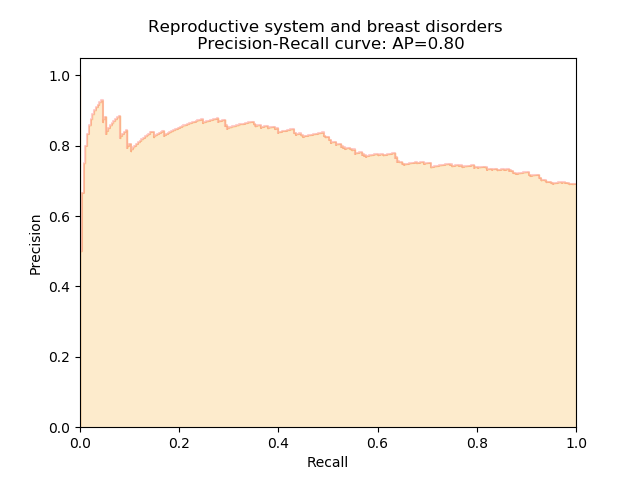 Reproductive system and breast disorders
Precision-Recall curve: AP=0.80
1.0
0.8
0.6
0.4
0.2
0.0
Precision
0.0 0.2 0.4 0.6 0.8 1.0
Recall